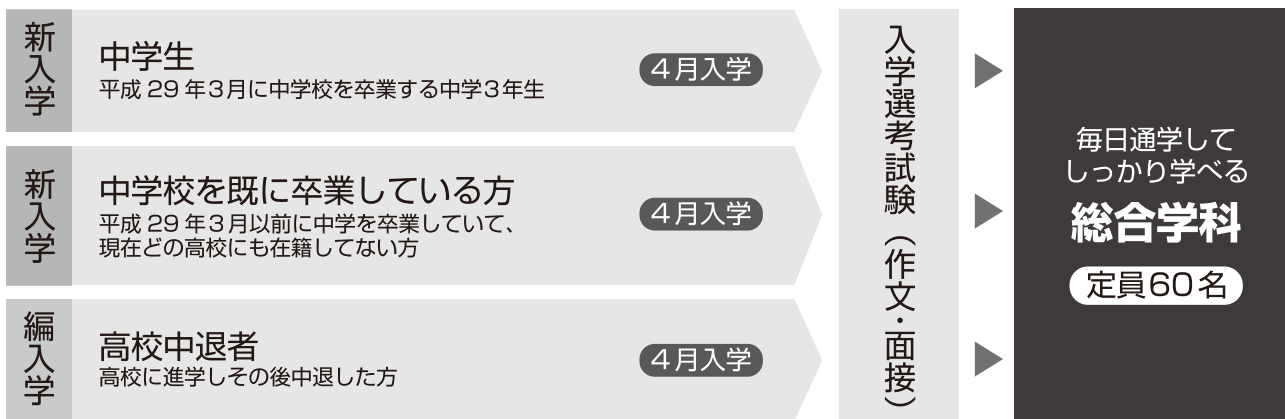 新入学
中学生
平成 29 年3月に中学校を卒業する中学3年生
4月入学
新入学
中学校を既に卒業している方
平成 29 年3月以前に中学を卒業していて、
現在どの高校にも在籍してない方
4月入学
編入学
高校中退者
高校に進学しその後中退した方
4月入学
入学選考試験（作文・面接）
毎日通学して
しっかり学べる
総合学科
定員60名